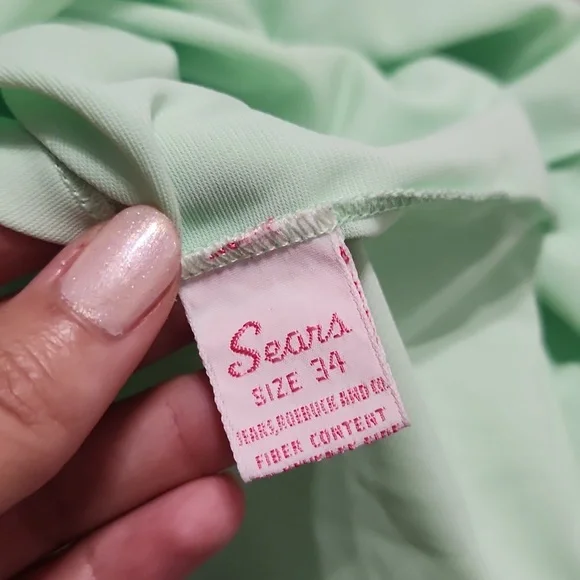 Sears
SIZE 34
SEARS, ROEBUCK AND CO.
FIBER CONTENT